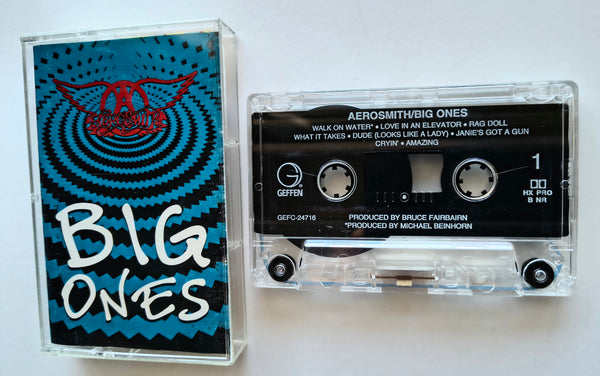 AEROSMITH
BIG
ONES
AEROSMITH/BIG ONES
WALK ON WATER* • LOVE IN AN ELEVATOR • RAG DOLL
WHAT IT TAKES • DUDE (LOOKS LIKE A LADY) • JANIE'S GOT A GUN
CRYIN' • AMAZING
G
GEFFEN®
1
HX PRO
B NR
GEFC-24716
PRODUCED BY BRUCE FAIRBAIRN
*PRODUCED BY MICHAEL BEINHORN